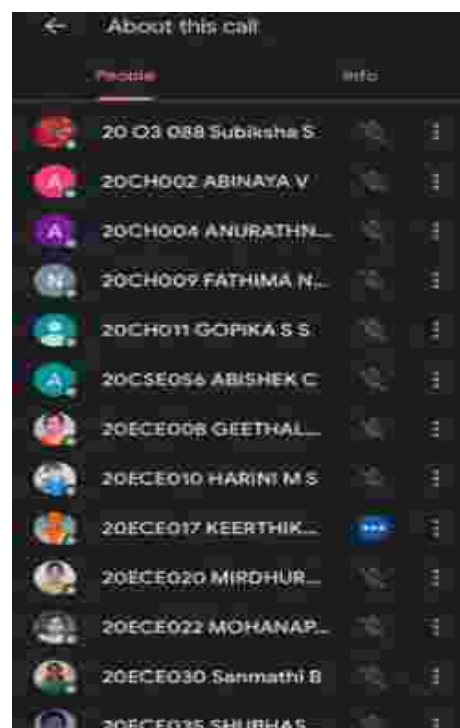 About this call
People
Info
20 O3 088 Subiksha S
A 20CH002 ABINAYA V
A 20CH004 ANURATHN...
N 20CH009 FATHIMA N...
20CH011 GOPIKA S S
A 20CSE056 ABISHEK C
20ECE008 GEETHAL...
20ECE010 HARINI M S
20ECE017 KEERTHIK...
20ECE020 MIRDHUR...
20ECE022 MOHANAP...
20ECE030 Sanmathi B
20ECE035 SHUBHAS...